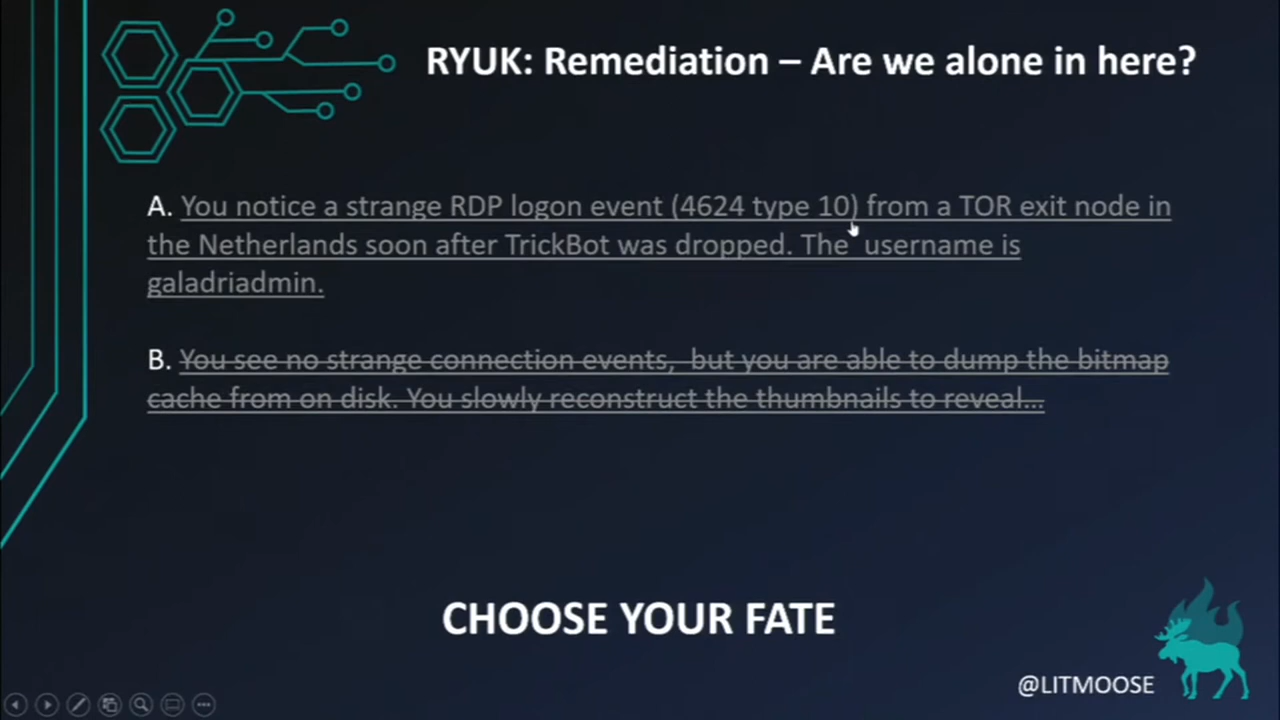 RYUK: Remediation – Are we alone in here?
A. You notice a strange RDP logon event (4624 type 10) from a TOR exit node in
the Netherlands soon after TrickBot was dropped. The username is
galadriadmin.
B. You see no strange connection events, but you are able to dump the bitmap
cache from on disk. You slowly reconstruct the thumbnails to reveal...
CHOOSE YOUR FATE
@LITMOOSE